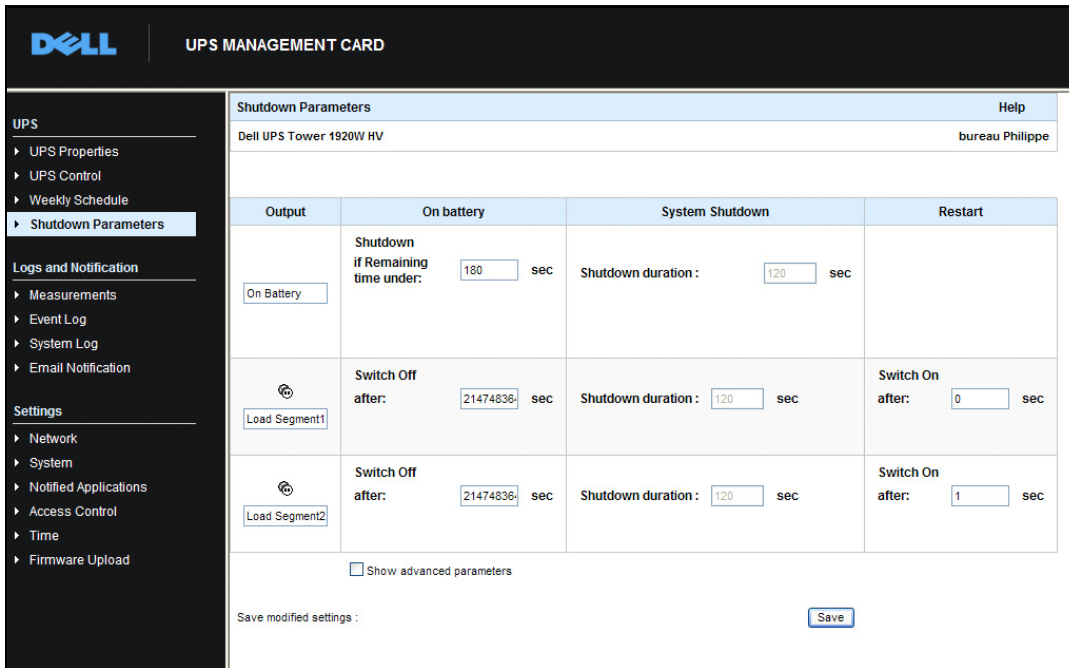 DELL
UPS MANAGEMENT CARD
UPS
UPS Properties
UPS Control
Weekly Schedule
Shutdown Parameters
Logs and Notification
Measurements
Event Log
System Log
Email Notification
Settings
Network
System
Notified Applications
Access Control
Time
Firmware Upload
Shutdown Parameters Help
Dell UPS Tower 1920W HV bureau Philippe
Output On battery System Shutdown Restart
On Battery
Shutdown
if Remaining
time under: 180 sec
Shutdown duration : 120 sec
Load Segment1
Switch Off
after: 21474836 sec
Shutdown duration : 120 sec
Switch On
after: 0 sec
Load Segment2
Switch Off
after: 21474836 sec
Shutdown duration : 120 sec
Switch On
after: 1 sec
Show advanced parameters
Save modified settings : Save